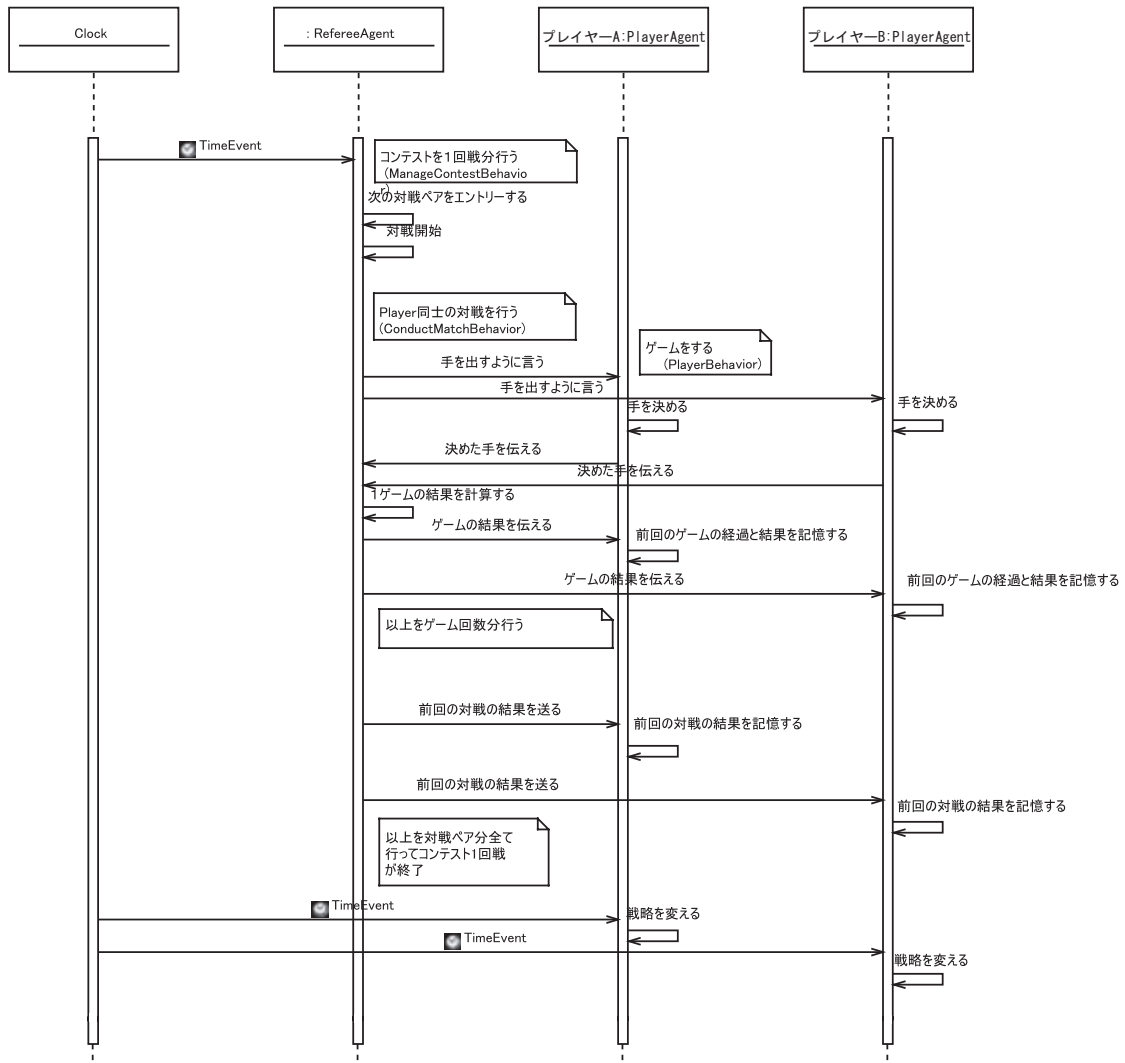 Clock
: RefereeAgent
プレイヤーA:PlayerAgent
プレイヤーB:PlayerAgent
TimeEvent
コンテストを1回戦分行う
(ManageContestBehavio
r)
次の対戦ペアをエントリーする
対戦開始
Player同士の対戦を行う
(ConductMatchBehavior)
ゲームをする
(PlayerBehavior)
手を出すように言う
手を出すように言う
手を決める
手を決める
決めた手を伝える
決めた手を伝える
1ゲームの結果を計算する
ゲームの結果を伝える
前回のゲームの経過と結果を記憶する
ゲームの結果を伝える
前回のゲームの経過と結果を記憶する
以上をゲーム回数分行う
前回の対戦の結果を送る
前回の対戦の結果を記憶する
前回の対戦の結果を送る
前回の対戦の結果を記憶する
以上を対戦ペア分全て
行ってコンテスト1回戦
が終了
TimeEvent
戦略を変える
TimeEvent
戦略を変える